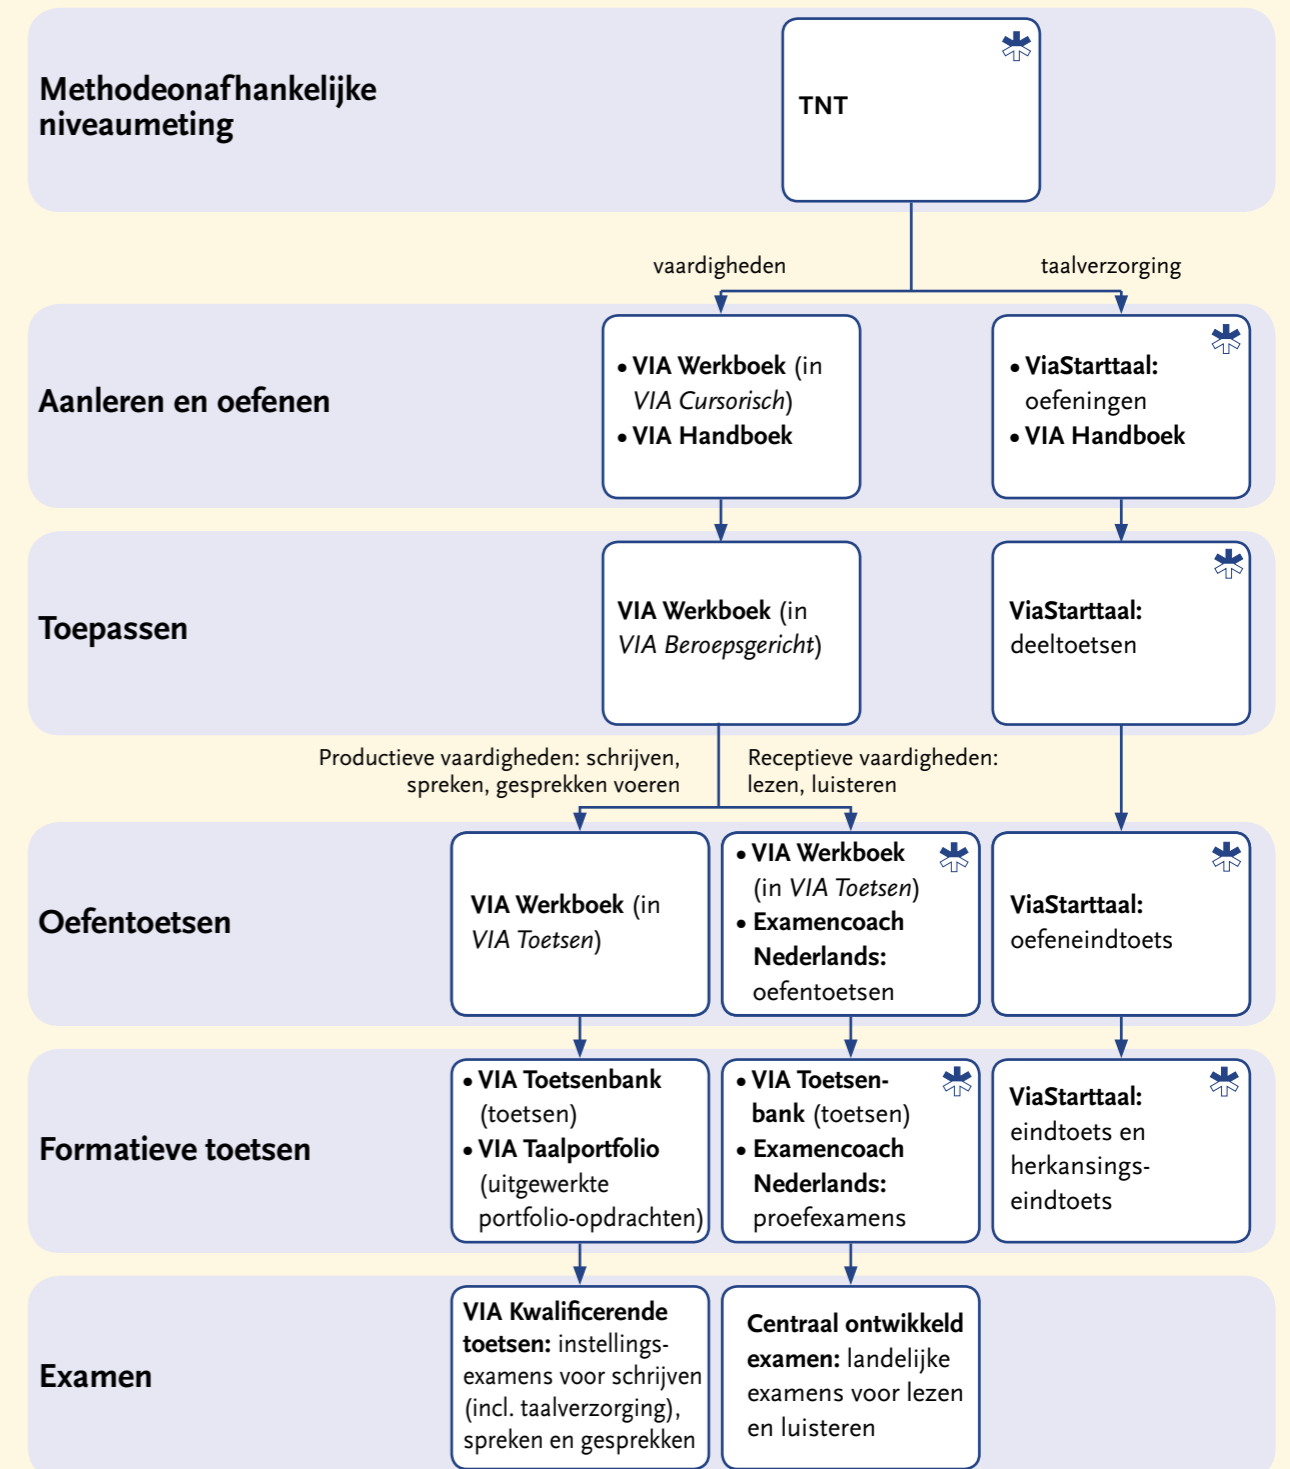 Methodeonafhankelijke
niveaumeting
TNT
vaardigheden
taalverzorging
Aanleren en oefenen
• VIA Werkboek (in
VIA Cursorisch)
• VIA Handboek
• ViaStarttaal:
oefeningen
• VIA Handboek
Toepassen
VIA Werkboek (in
VIA Beroepsgericht)
ViaStarttaal:
deeltoetsen
Productieve vaardigheden: schrijven,
spreken, gesprekken voeren
Receptieve vaardigheden:
lezen, luisteren
Oefentoetsen
VIA Werkboek (in
VIA Toetsen)
• VIA Werkboek
(in VIA Toetsen)
• Examencoach
Nederlands:
oefentoetsen
ViaStarttaal:
oefeneindtoets
Formatieve toetsen
• VIA Toetsenbank
(toetsen)
• VIA Taalportfolio
(uitgewerkte
portfolio-opdrachten)
• VIA Toetsen-
bank (toetsen)
• Examencoach
Nederlands:
proefexamens
ViaStarttaal:
eindtoets en
herkansings-
eindtoets
Examen
VIA Kwalificerende
toetsen: instellings-
examens voor schrijven
(incl. taalverzorging),
spreken en gesprekken
Centraal ontwikkeld
examen: landelijke
examens voor lezen
en luisteren